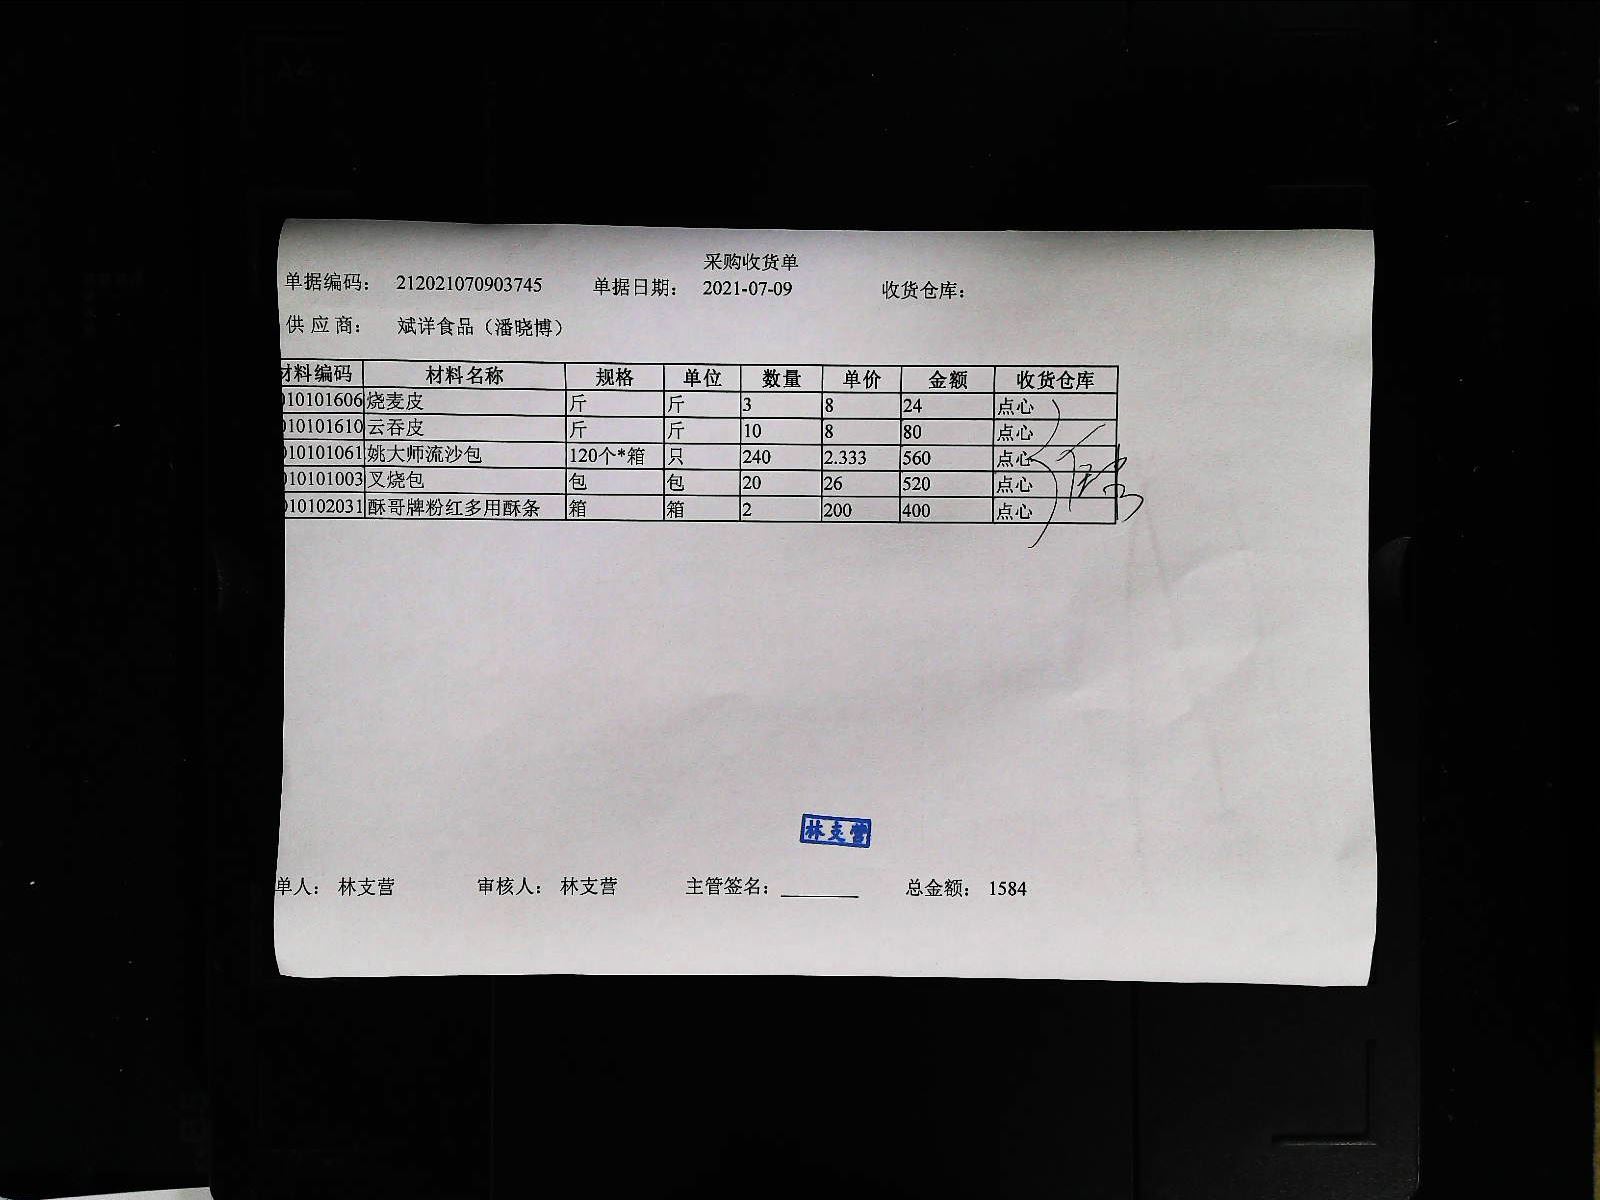 采购收货单
单据编码： 212021070903745 单据日期： 2021-07-09 收货仓库：
供 应 商： 斌洋食品（潘晓博）
材料编码 材料名称 规格 单位 数量 单价 金额 收货仓库
010101606 烧麦皮 斤 斤 3 8 24 点心
010101610 云吞皮 斤 斤 10 8 80 点心
010101061 姚大师流沙包 120个*箱 只 240 2.333 560 点心
010101003 叉烧包 包 包 20 26 520 点心
010102031 酥哥牌粉红多用酥条 箱 箱 2 200 400 点心
林支营
单人： 林支营 审核人： 林支营 主管签名： 总金额： 1584